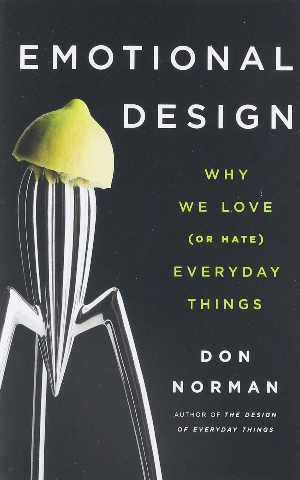 EMOTIONAL
DESIGN
WHY
WE LOVE
(OR HATE)
EVERYDAY
THINGS
DON
NORMAN
AUTHOR OF THE DESIGN
OF EVERYDAY THINGS